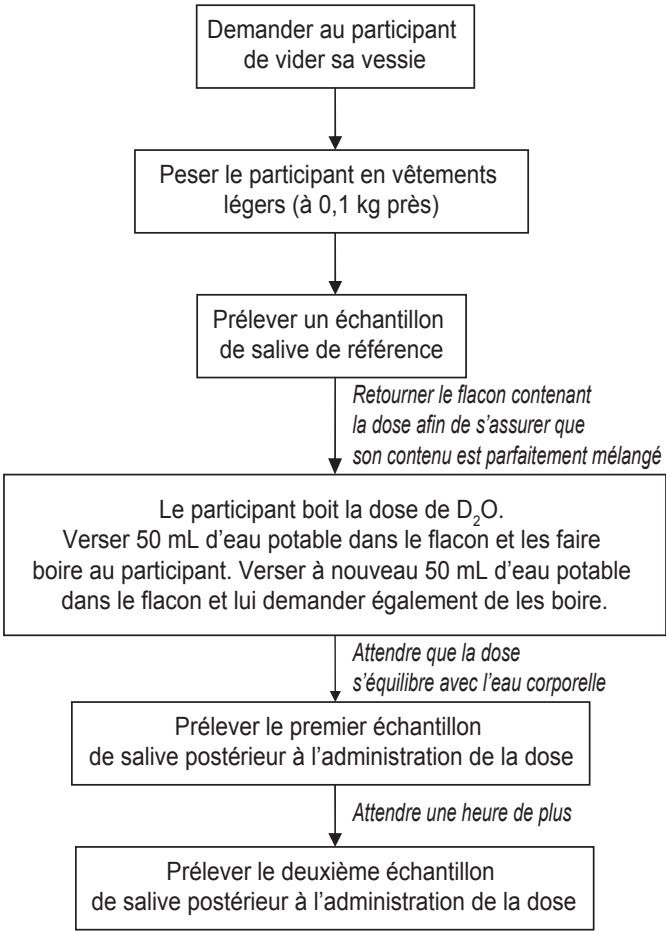 Demander au participant
de vider sa vessie
Peser le participant en vêtements
légers (à 0,1 kg près)
Prélever un échantillon
de salive de référence
Retourner le flacon contenant
la dose afin de s’assurer que
son contenu est parfaitement mélangé
Le participant boit la dose de D₂O.
Verser 50 mL d’eau potable dans le flacon et les faire
boire au participant. Verser à nouveau 50 mL d’eau potable
dans le flacon et lui demander également de les boire.
Attendre que la dose
s’équilibre avec l’eau corporelle
Prélever le premier échantillon
de salive postérieur à l’administration de la dose
Attendre une heure de plus
Prélever le deuxième échantillon
de salive postérieur à l’administration de la dose